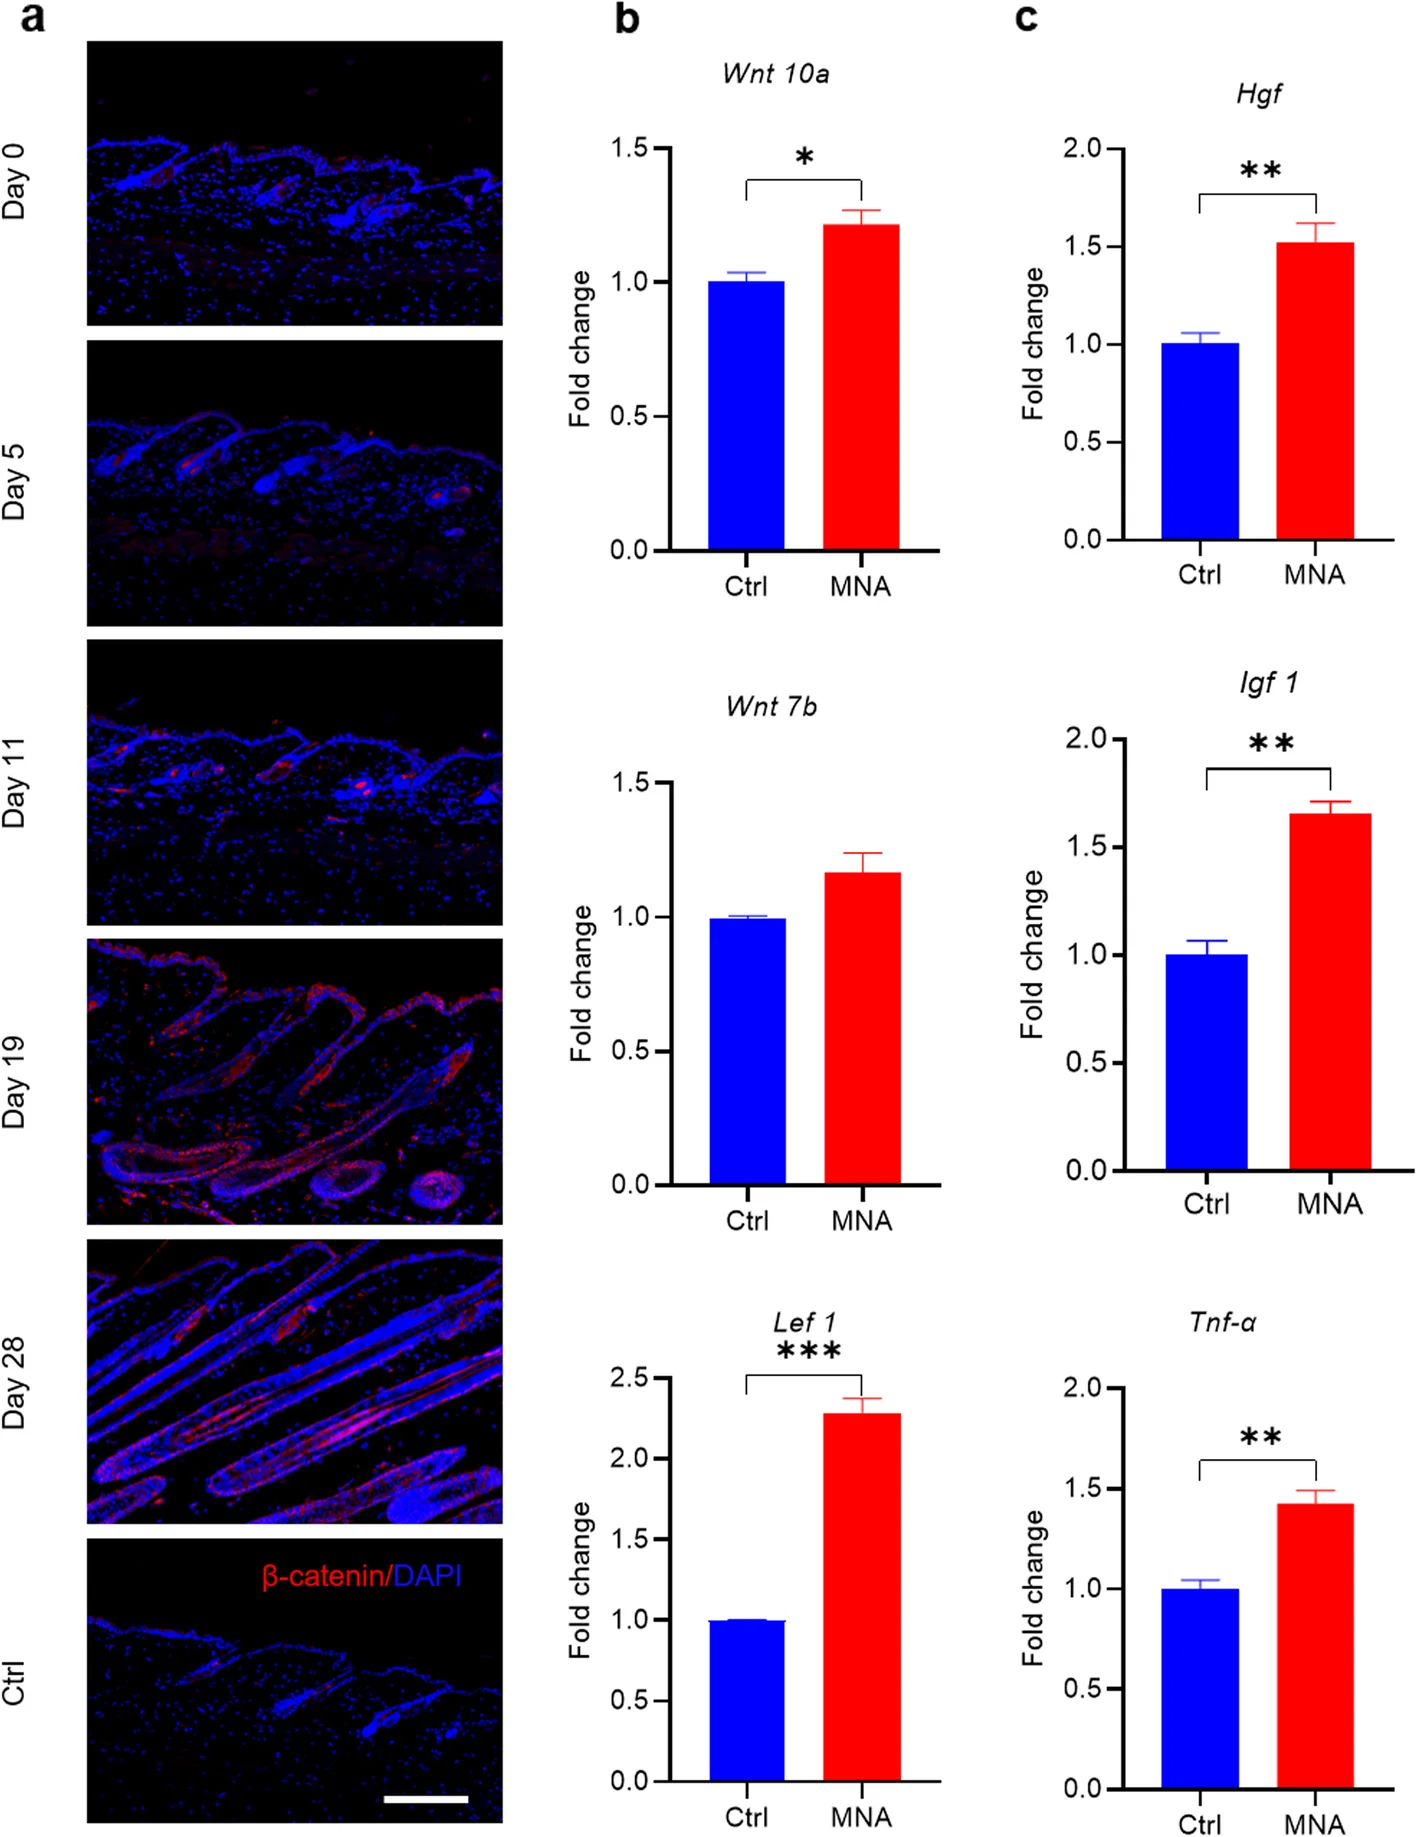 a
Day 0
Day 5
Day 11
Day 19
Day 28
Ctrl
β-catenin/DAPI
b
Wnt 10a
*
Fold change
1.5
1.0
0.5
0.0
Ctrl
MNA
Wnt 7b
Fold change
1.5
1.0
0.5
0.0
Ctrl
MNA
Lef 1
***
Fold change
2.5
2.0
1.5
1.0
0.5
0.0
Ctrl
MNA
c
Hgf
**
Fold change
2.0
1.5
1.0
0.5
0.0
Ctrl
MNA
Igf 1
**
Fold change
2.0
1.5
1.0
0.5
0.0
Ctrl
MNA
Tnf-α
**
Fold change
2.0
1.5
1.0
0.5
0.0
Ctrl
MNA